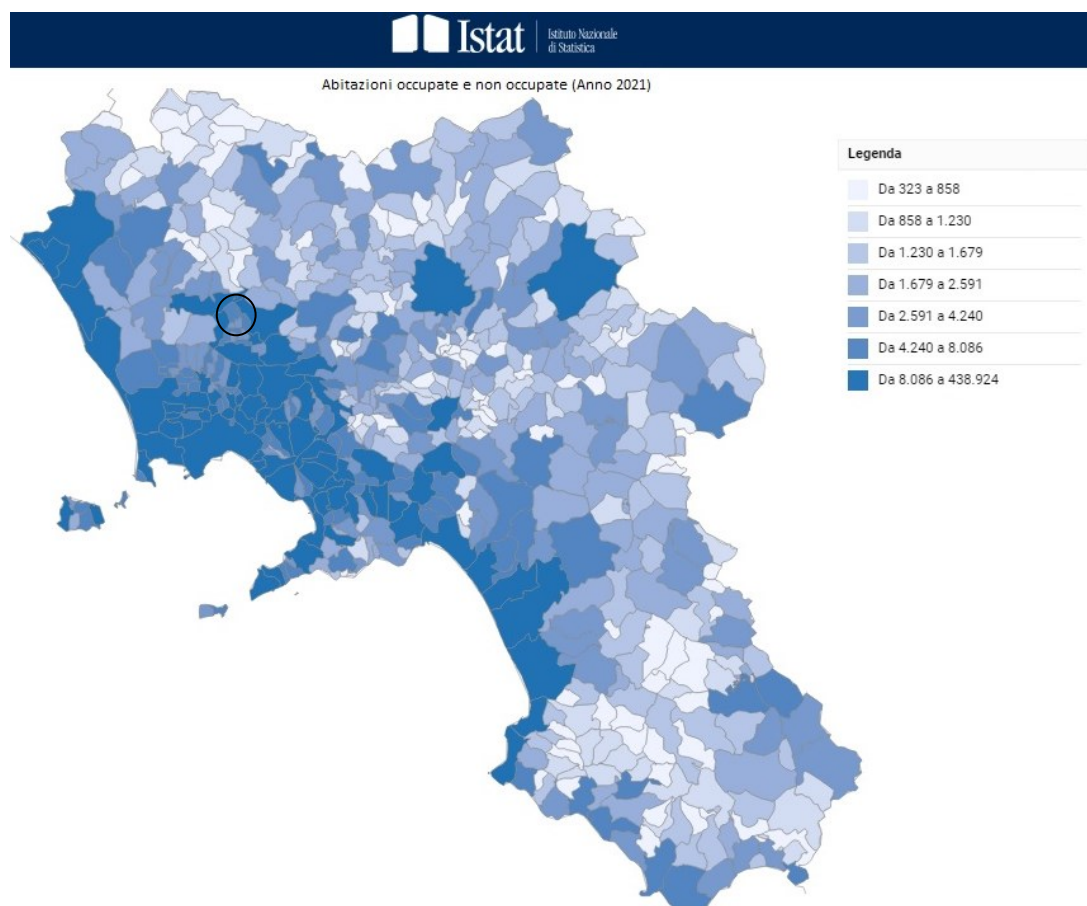 Istat
Istituto Nazionale
di Statistica
Abitazioni occupate e non occupate (Anno 2021)
Legenda
Da 323 a 858
Da 858 a 1.230
Da 1.230 a 1.679
Da 1.679 a 2.591
Da 2.591 a 4.240
Da 4.240 a 8.086
Da 8.086 a 438.924